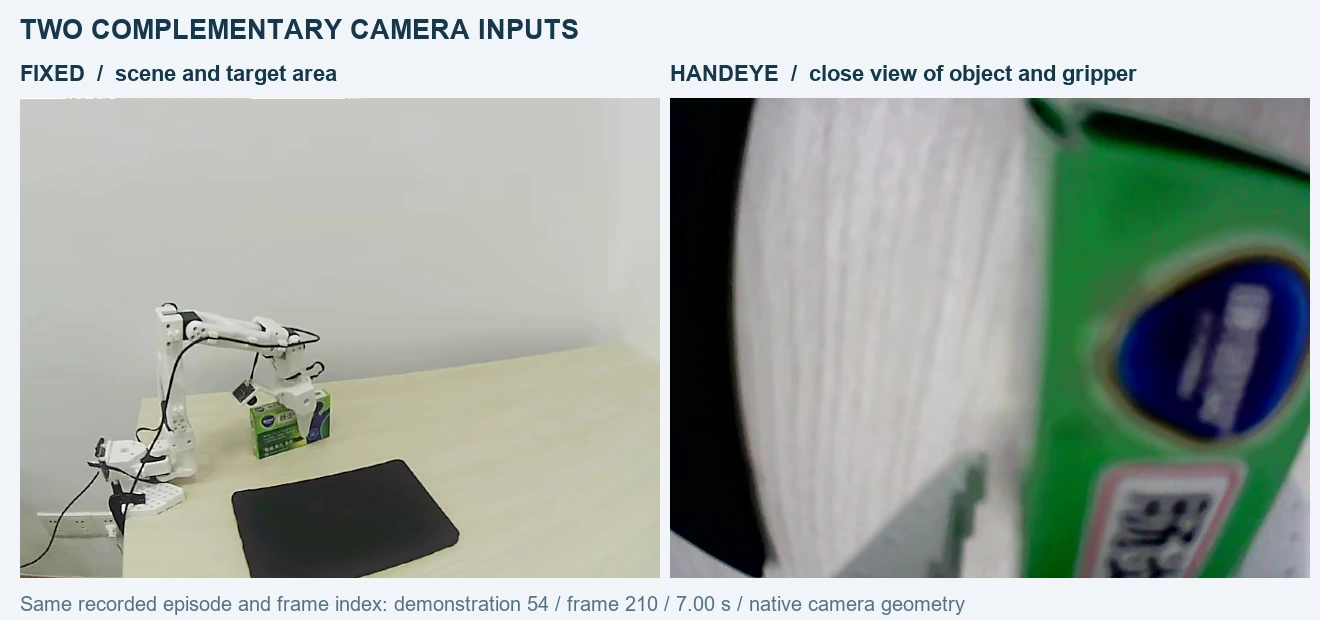 TWO COMPLEMENTARY CAMERA INPUTS
FIXED / scene and target area
HANDEYE / close view of object and gripper
Same recorded episode and frame index: demonstration 54 / frame 210 / 7.00 s / native camera geometry